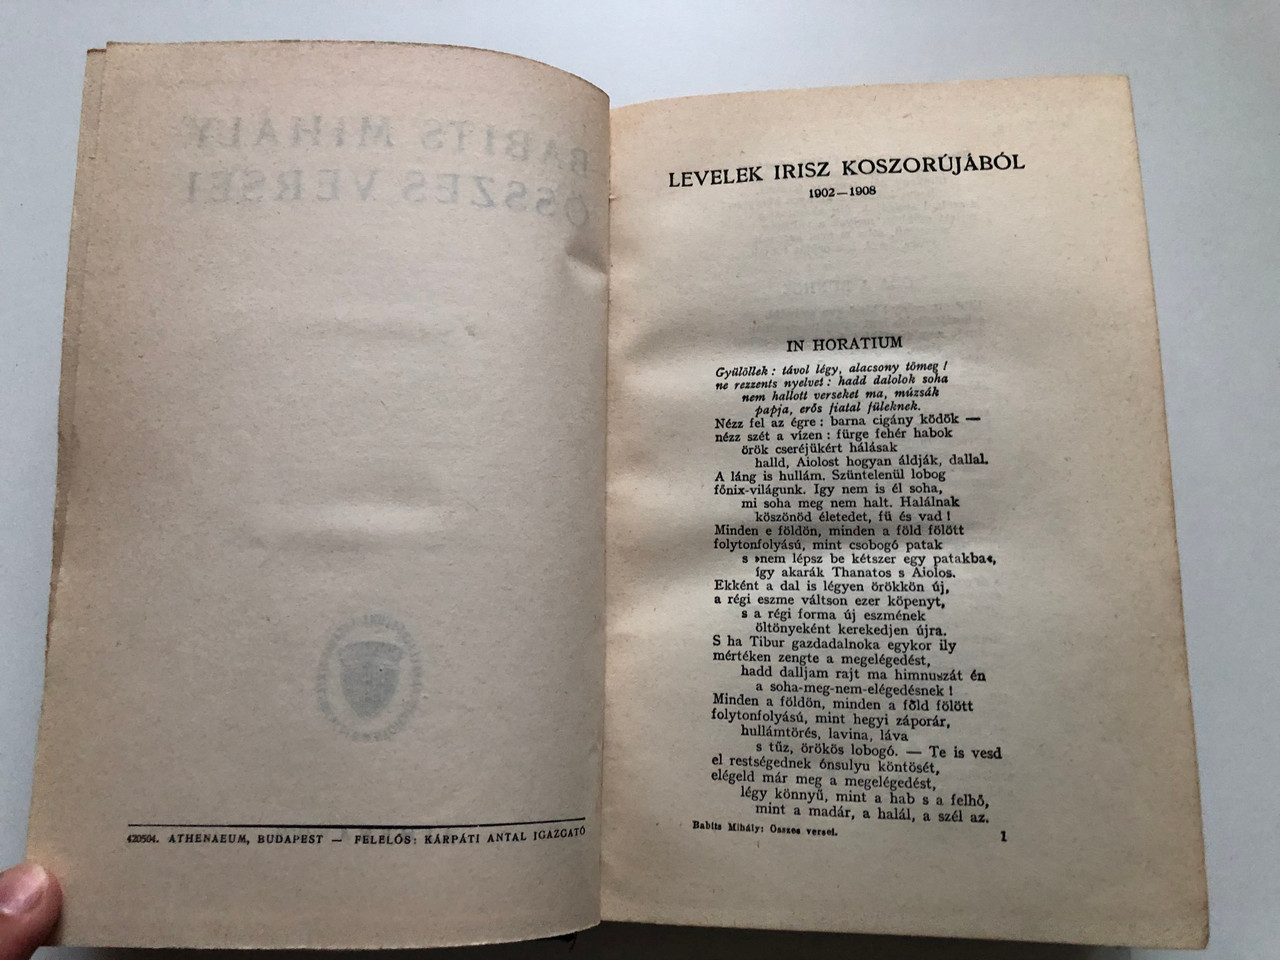 BABITS MIHÁLY
ÖSSZES VERSEI
420504. ATHENAEUM, BUDAPEST — FELELŐS: KÁRPÁTI ANTAL IGAZGATÓ
LEVELEK IRISZ KOSZORÚJÁBÓL
1902—1908
IN HORATIUM
Gyűlöllek : távol légy, alacsony tömeg !
ne rezzents nyelvet : hadd dalolok soha
nem hallott verseket ma, múzsák
papja, erős fiatal füleknek.
Nézz fel az égre : barna cigány ködök —
nézz szét a vízen : fürge fehér habok
örök cseréjükért hálásak
halld, Aiolost hogyan áldják, dallal.
A láng is hullám. Szüntelenül lobog
főnix-világunk. Igy nem is él soha,
mi soha meg nem halt. Halálnak
köszönöd életedet, fü és vad !
Minden e földön, minden a föld fölött
folytonfolyású, mint csobogó patak
s »nem lépsz be kétszer egy patakba«,
így akarák Thanatos s Aiolos.
Ekként a dal is légyen örökkön új,
a régi eszme váltson ezer köpenyt,
s a régi forma új eszmének
öltönyeként kerekedjen újra.
S ha Tibur gazdadalnoka egykor ily
mértéken zengte a megelégedést,
hadd dalljam rajt ma himnuszát én
a soha-meg-nem-elégedésnek !
Minden a földön, minden a föld fölött
folytonfolyású, mint hegyi záporár,
hullámtörés, lavina, láva
s tűz, örökös lobogó. — Te is vesd
el restségednek ónsulyu köntösét,
elégeld már meg a megelégedést,
légy könnyű, mint a hab s a felhő,
mint a madár, a halál, a szél az.
Babits Mihály: Összes versei.
1